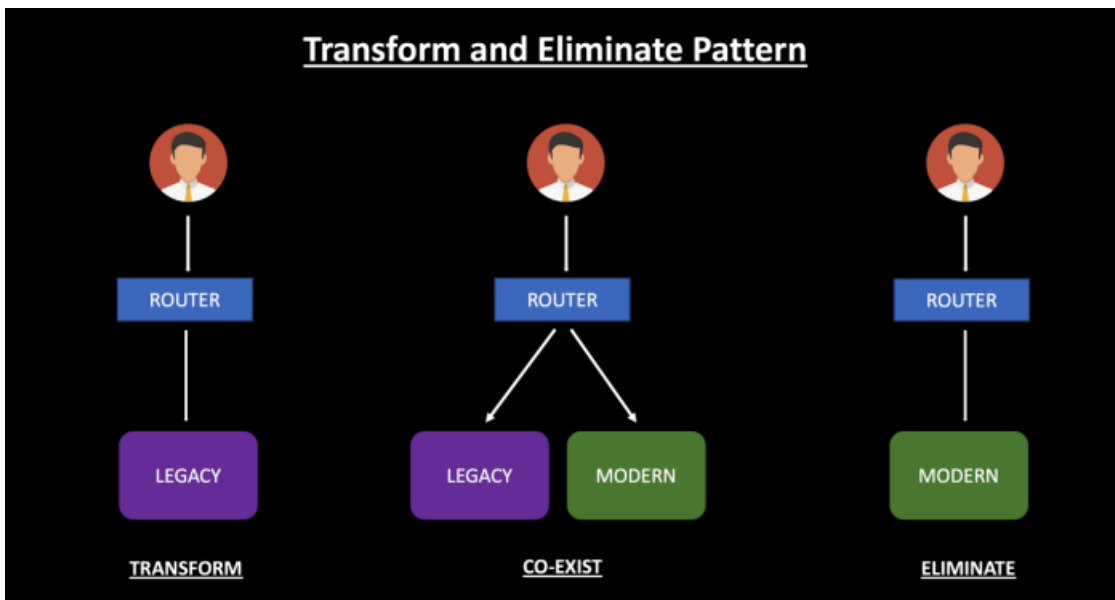 Transform and Eliminate Pattern
ROUTER
ROUTER
ROUTER
LEGACY
LEGACY
MODERN
MODERN
TRANSFORM
CO-EXIST
ELIMINATE